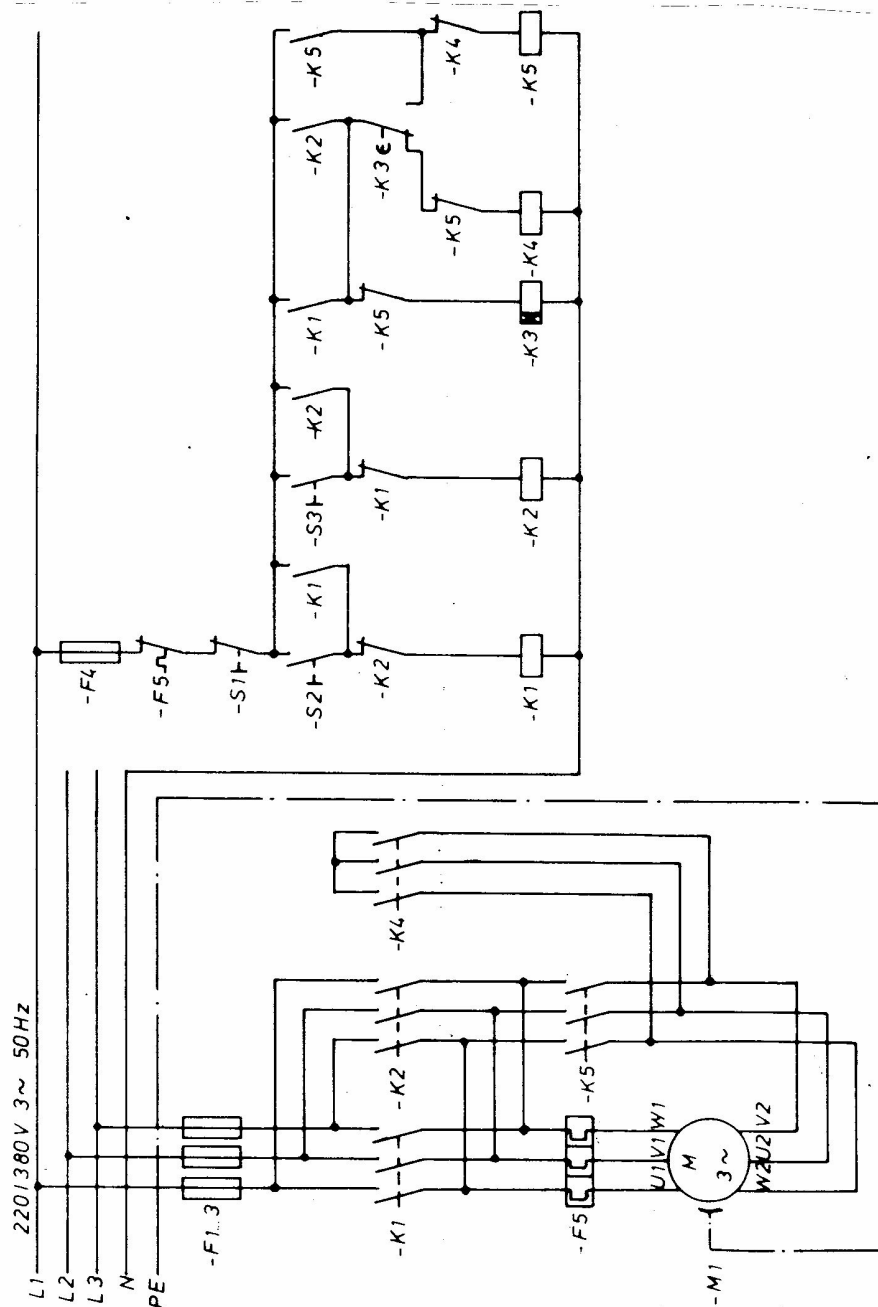 220/380V 3~ 50Hz
L1
L2
L3
N
PE
-F1...3
-K1
-F5
-M1
M
3~
U1 V1 W1
W2 U2 V2
-K2
-K5
-K4
-F4
-F5
-S1
-S2
-K1
-K2
-K1
-S3
-K2
-K1
-K2
-K1
-K5
-K3
-K2
-K3
-K5
-K4
-K5
-K4
-K5